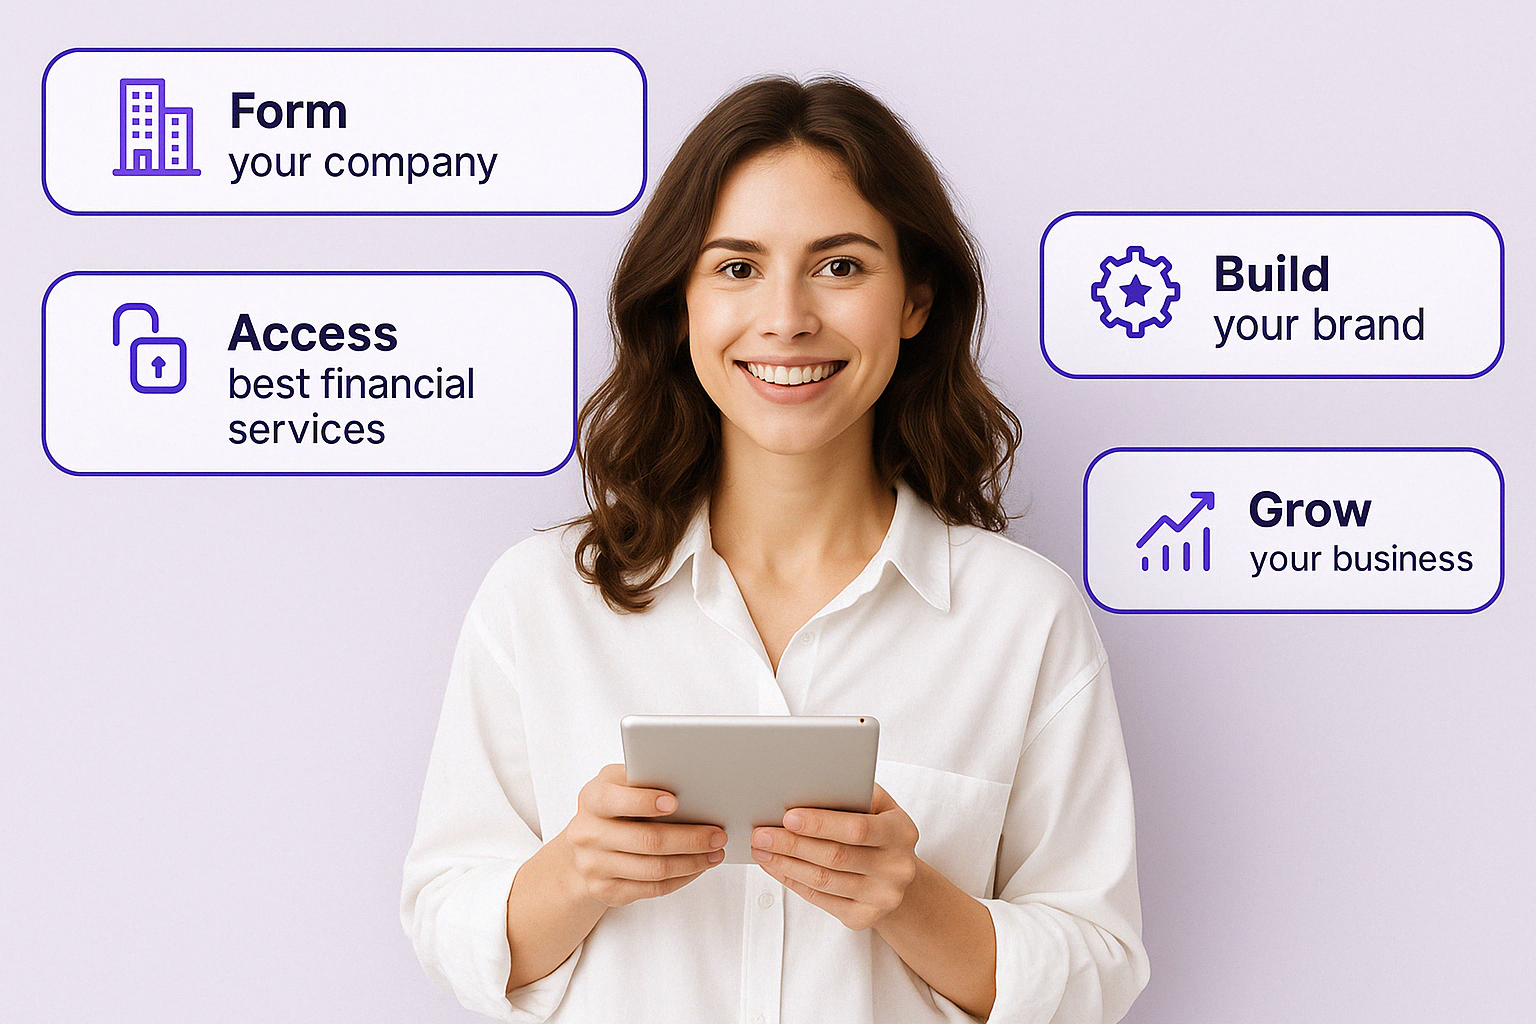 Form
your company
Access
best financial
services
Build
your brand
Grow
your business